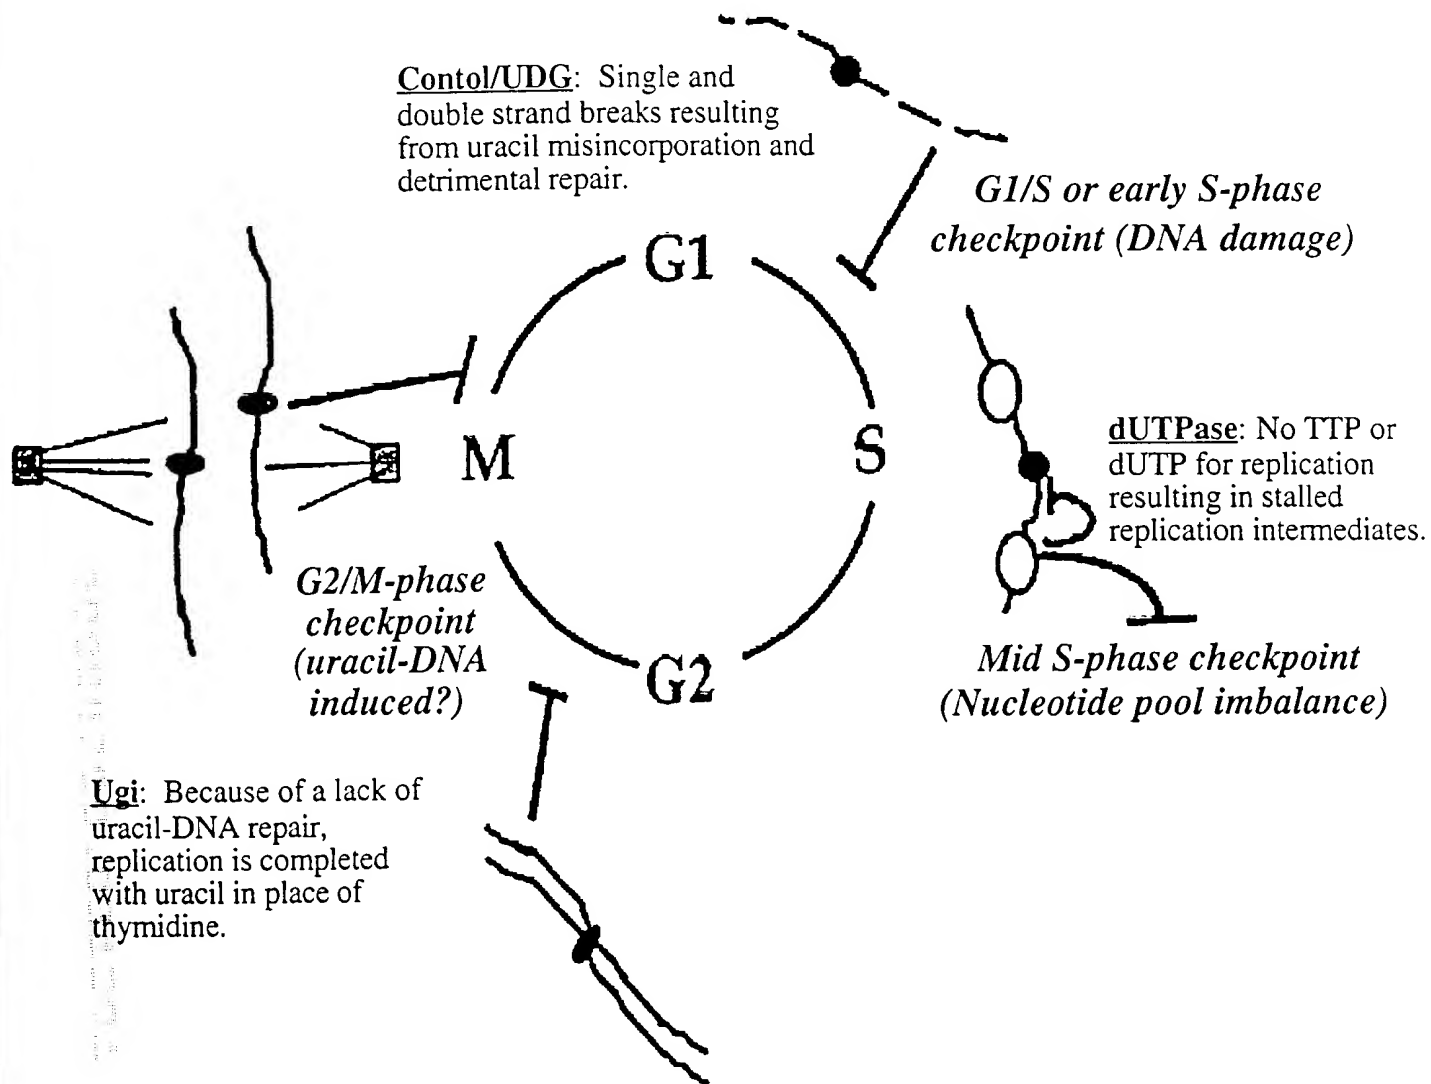 Contol/UDG: Single and
double strand breaks resulting
from uracil misincorporation and
detrimental repair.
G1/S or early S-phase
checkpoint (DNA damage)
G1
M
S
G2
dUTPase: No TTP or
dUTP for replication
resulting in stalled
replication intermediates.
G2/M-phase
checkpoint
(uracil-DNA
induced?)
Mid S-phase checkpoint
(Nucleotide pool imbalance)
Ugi: Because of a lack of
uracil-DNA repair,
replication is completed
with uracil in place of
thymidine.